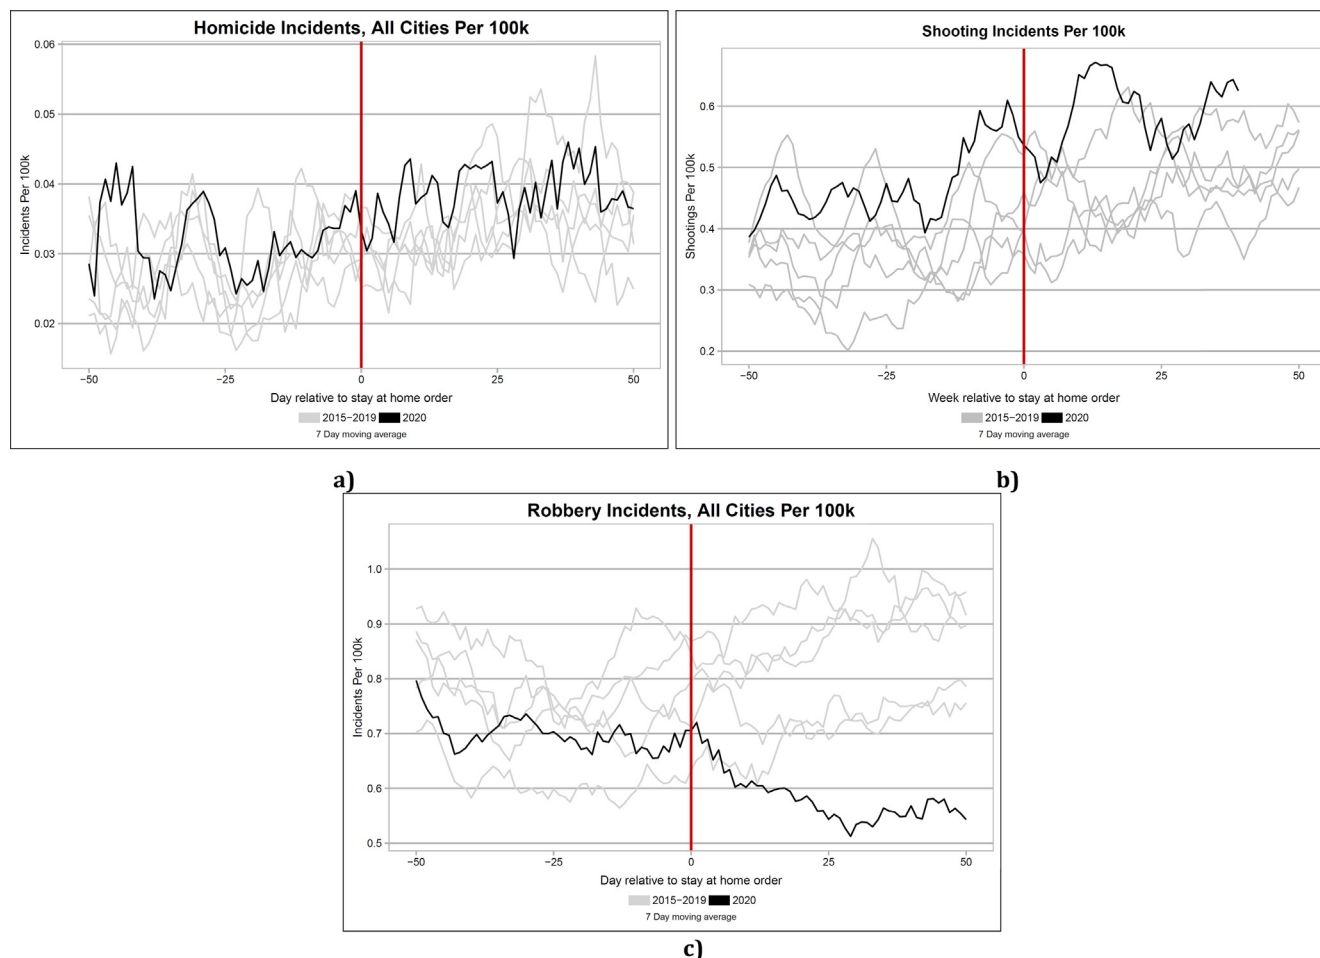 Homicide Incidents, All Cities Per 100k
0.06
0.05
0.04
0.03
0.02
Incidents Per 100k
−50
−25
0
25
50
Day relative to stay at home order
2015−2019 2020
7 Day moving average
a)
Shooting Incidents Per 100k
0.6
0.5
0.4
0.3
0.2
Shootings Per 100k
−50
−25
0
25
50
Week relative to stay at home order
2015−2019 2020
7 Day moving average
b)
Robbery Incidents, All Cities Per 100k
1.0
0.9
0.8
0.7
0.6
0.5
Incidents Per 100k
−50
−25
0
25
50
Day relative to stay at home order
2015−2019 2020
7 Day moving average
c)